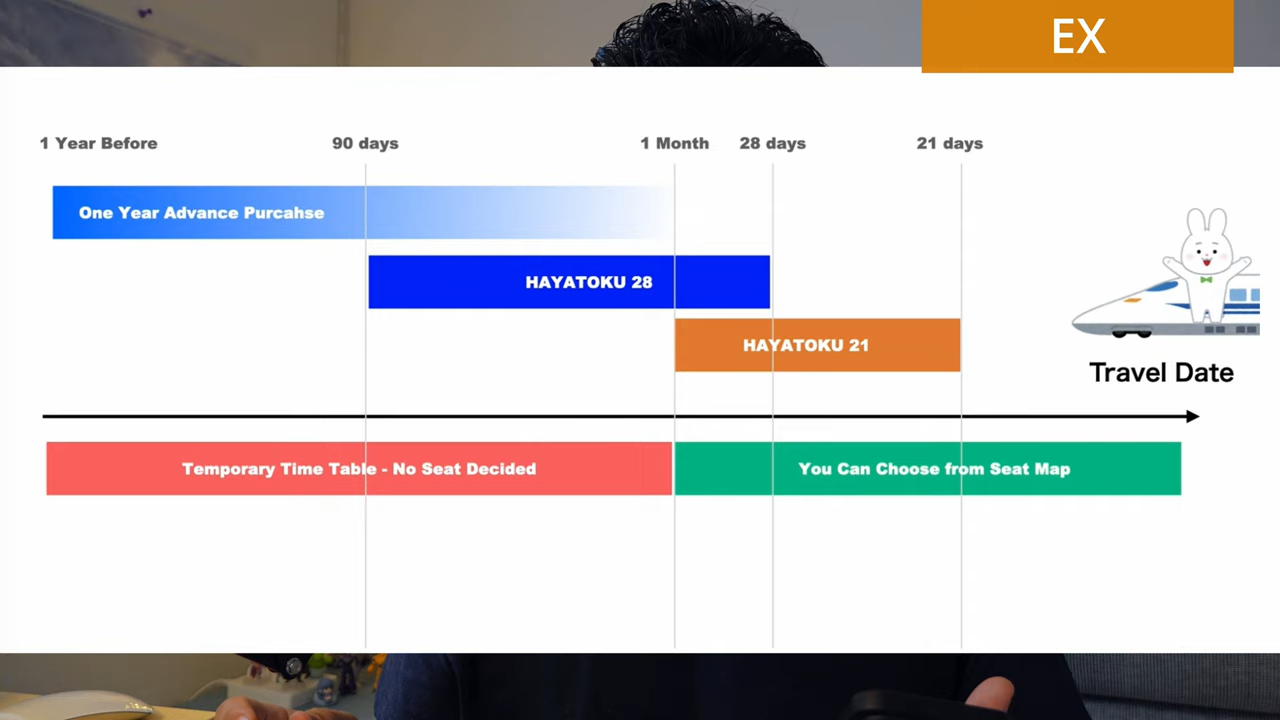 EX
1 Year Before
90 days
1 Month
28 days
21 days
One Year Advance Purcahse
HAYATOKU 28
HAYATOKU 21
Travel Date
Temporary Time Table - No Seat Decided
You Can Choose from Seat Map